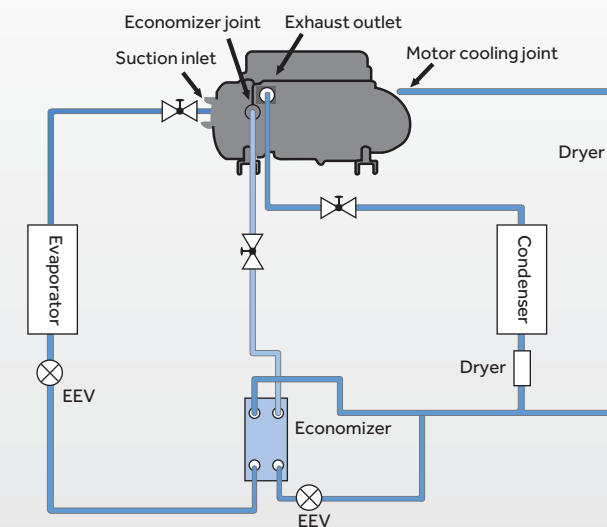 Economizer joint
Exhaust outlet
Suction inlet
Motor cooling joint
Dryer
Evaporator
Condenser
Dryer
EEV
Economizer
EEV